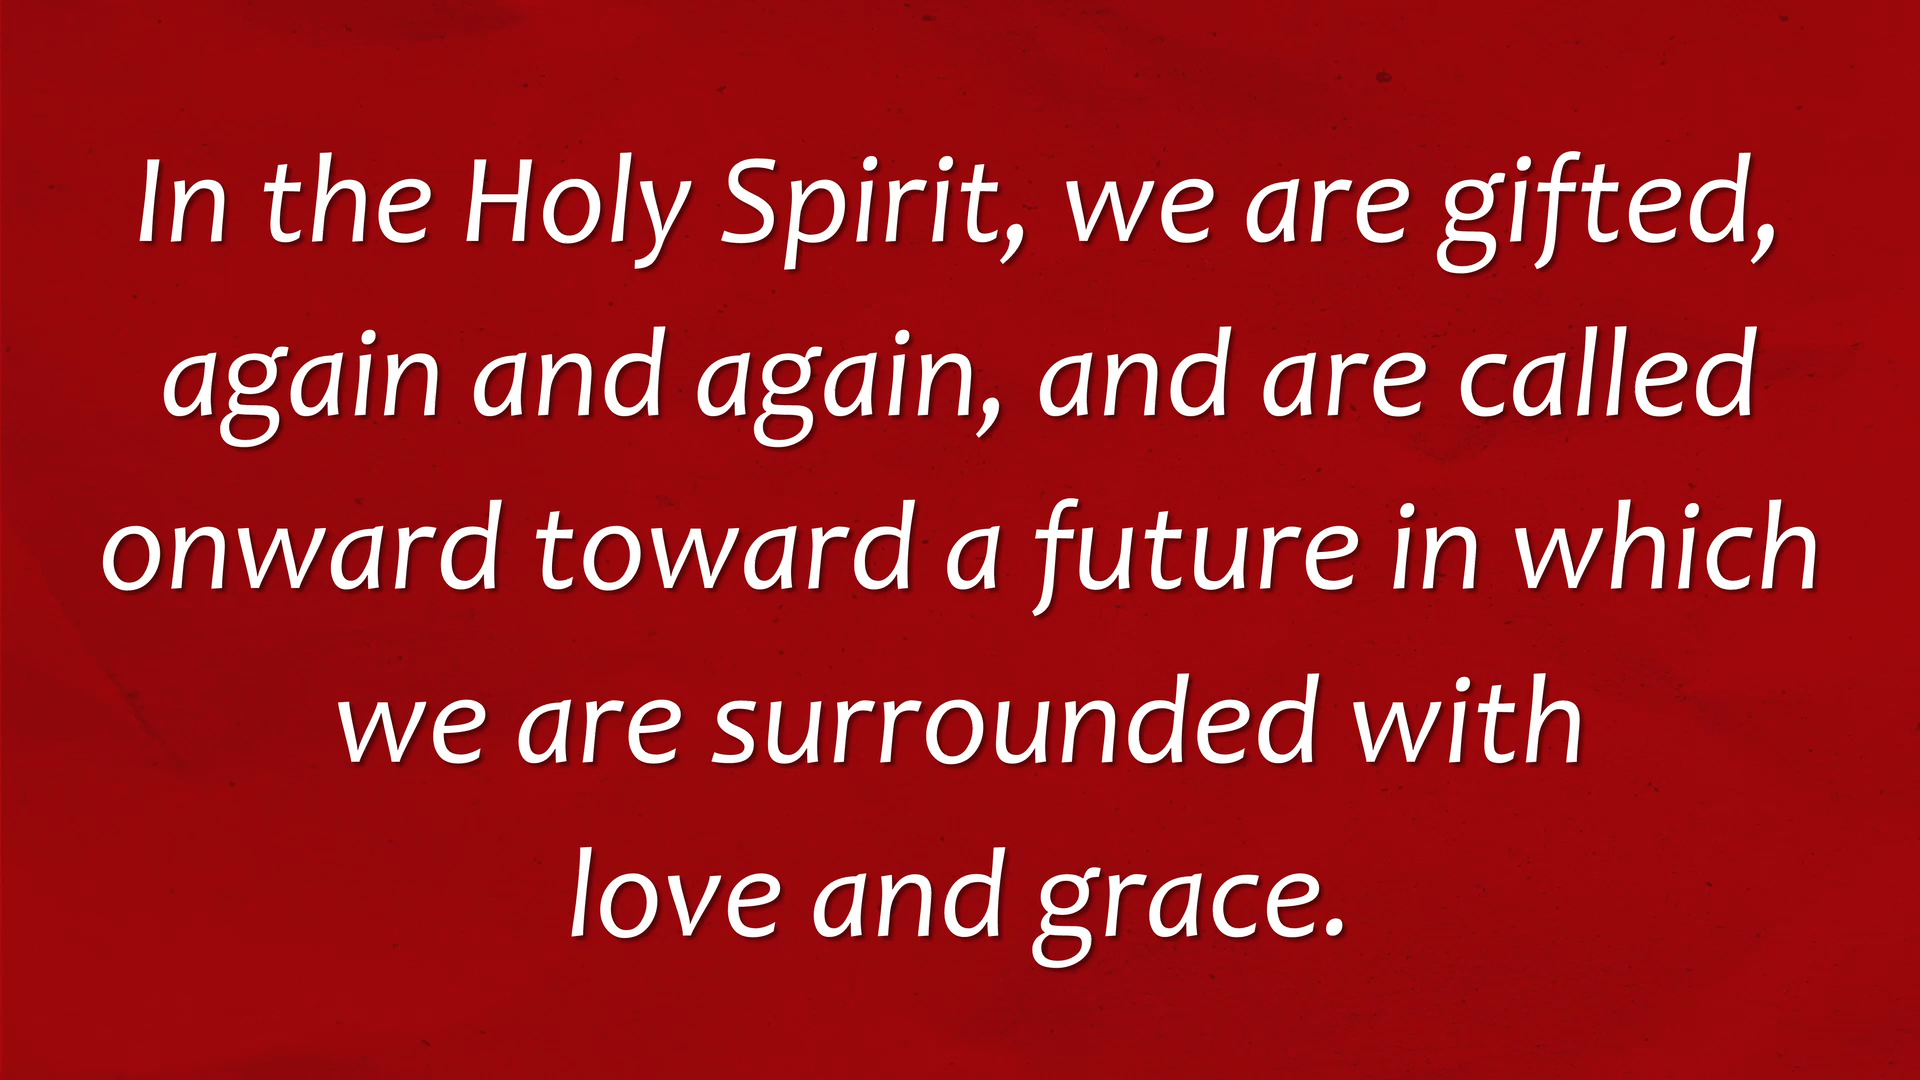 In the Holy Spirit, we are gifted,
again and again, and are called
onward toward a future in which
we are surrounded with
love and grace.